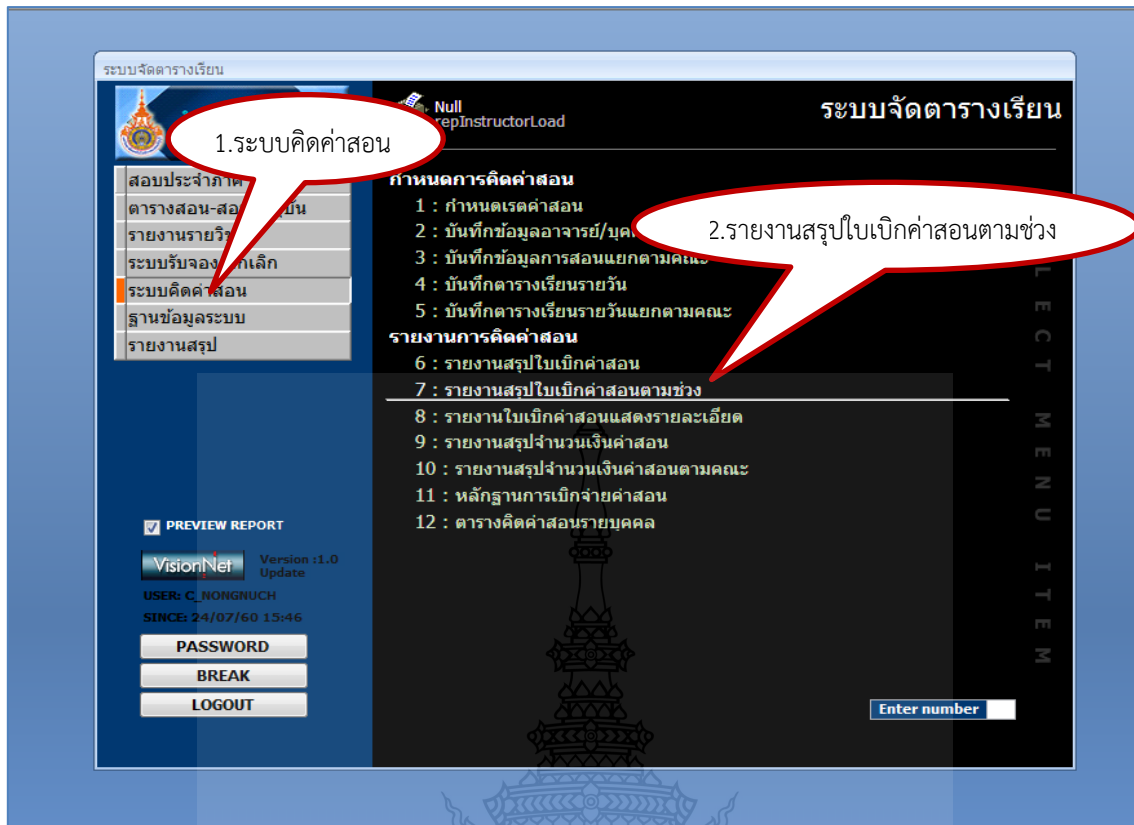 ระบบจัดตารางเรียน
Null
repInstructorLoad
ระบบจัดตารางเรียน
1.ระบบคิดค่าสอน
สอบประจำภาค
ตารางสอน-สอ
รายงานรายวิช
ระบบรับจอง
กเลิก
ระบบคิดค่าสอน
ฐานข้อมูลระบบ
รายงานสรุป
กำหนดการคิดค่าสอน
1 : กำหนดเรตค่าสอน
2 : บันทึกข้อมูลอาจารย์/บุค
3 : บันทึกข้อมูลการสอนแยกตามคณะ
4 : บันทึกตารางเรียนรายวัน
5 : บันทึกตารางเรียนรายวันแยกตามคณะ
2.รายงานสรุปใบเบิกค่าสอนตามช่วง
รายงานการคิดค่าสอน
6 : รายงานสรุปใบเบิกค่าสอน
7 : รายงานสรุปใบเบิกค่าสอนตามช่วง
8 : รายงานใบเบิกค่าสอนแสดงรายละเอียด
9 : รายงานสรุปจำนวนเงินค่าสอน
10 : รายงานสรุปจำนวนเงินค่าสอนตามคณะ
11 : หลักฐานการเบิกจ่ายค่าสอน
12 : ตารางคิดค่าสอนรายบุคคล
LECT MENU ITEM
PREVIEW REPORT
VisionNet
Version :1.0
Update
USER: C_NONGNUCH
SINCE: 24/07/60 15:46
PASSWORD
BREAK
LOGOUT
Enter number